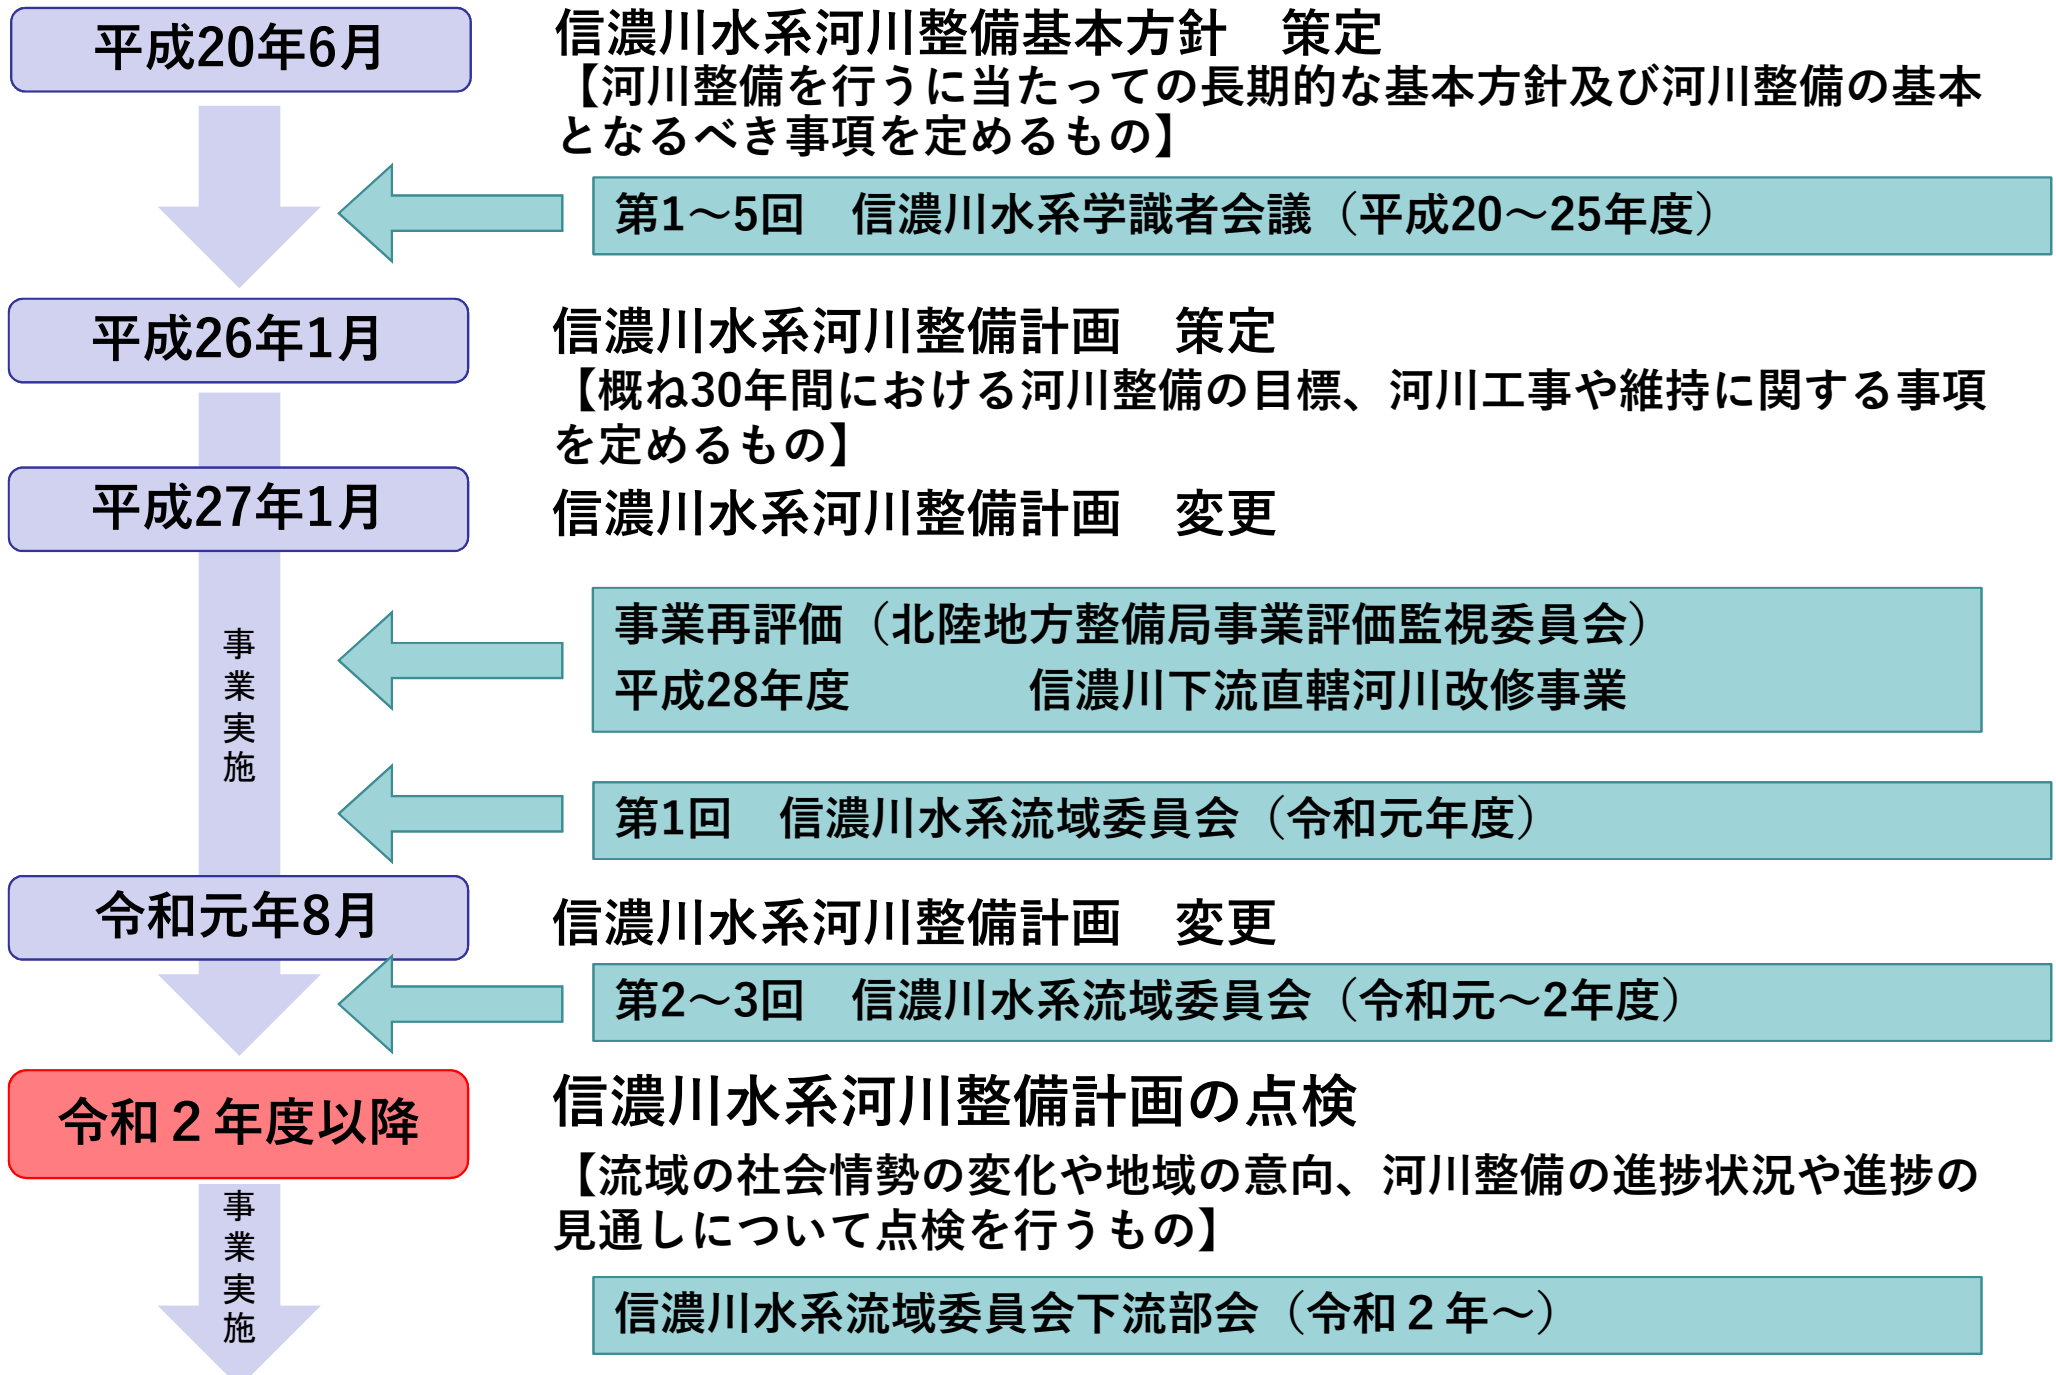 平成20年6月
信濃川水系河川整備基本方針　策定
【河川整備を行うに当たっての長期的な基本方針及び河川整備の基本
となるべき事項を定めるもの】
第1～5回　信濃川水系学識者会議（平成20～25年度）
平成26年1月
信濃川水系河川整備計画　策定
【概ね30年間における河川整備の目標、河川工事や維持に関する事項
を定めるもの】
平成27年1月
信濃川水系河川整備計画　変更
事業実施
事業再評価（北陸地方整備局事業評価監視委員会）
平成28年度　　　　信濃川下流直轄河川改修事業
第1回　信濃川水系流域委員会（令和元年度）
令和元年8月
信濃川水系河川整備計画　変更
第2～3回　信濃川水系流域委員会（令和元～2年度）
令和２年度以降
信濃川水系河川整備計画の点検
【流域の社会情勢の変化や地域の意向、河川整備の進捗状況や進捗の
見通しについて点検を行うもの】
事業実施
信濃川水系流域委員会下流部会（令和２年～）